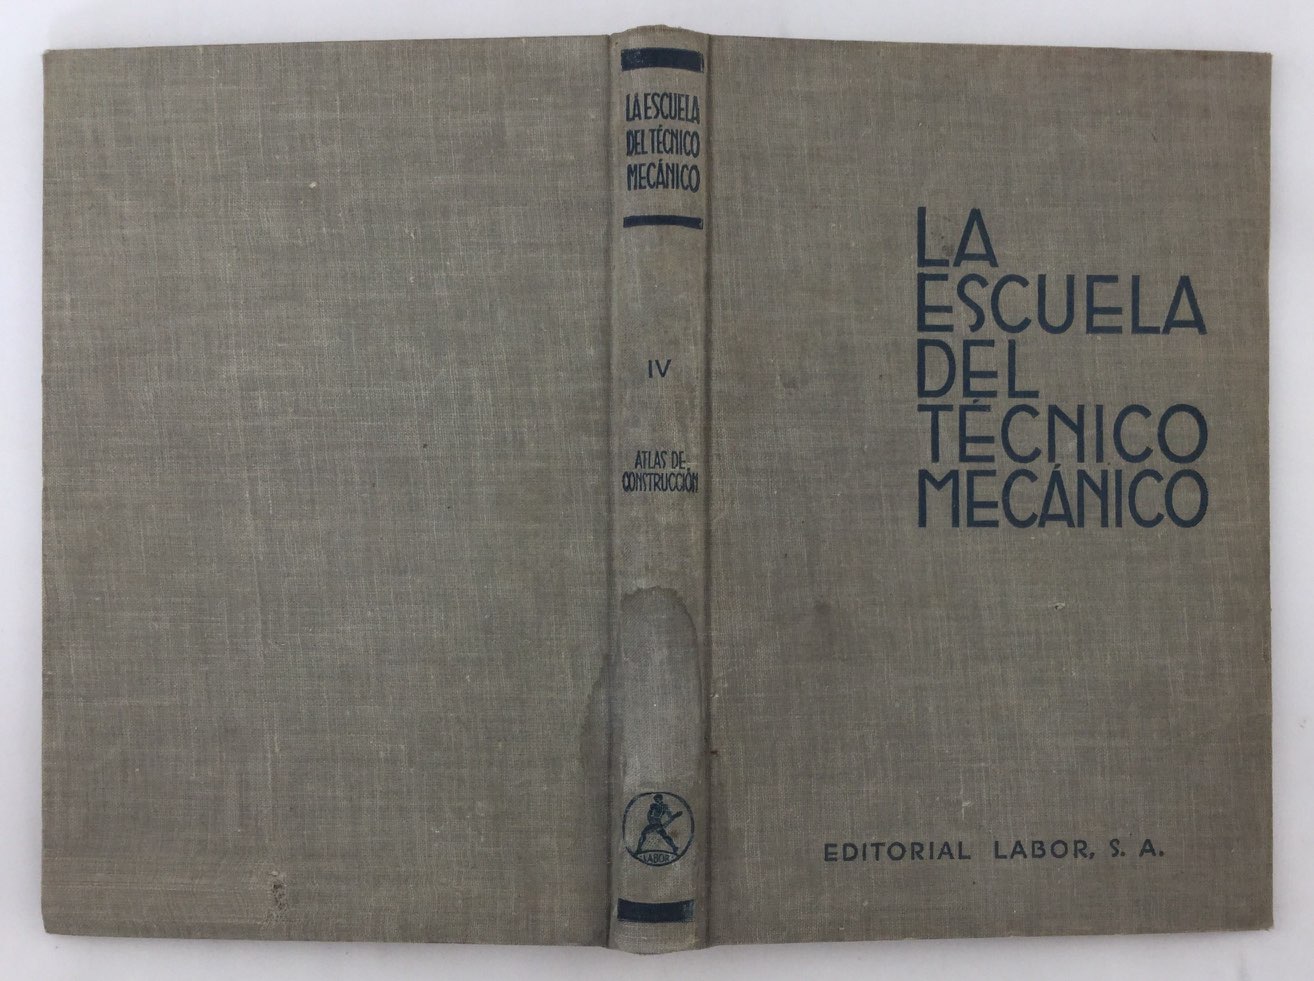 LA ESCUELA
DEL TÉCNICO
MECÁNICO
IV
ATLAS DE
CONSTRUCCIÓN
LABOR
LA
ESCUELA
DEL
TÉCNICO
MECÁNICO
EDITORIAL LABOR, S. A.